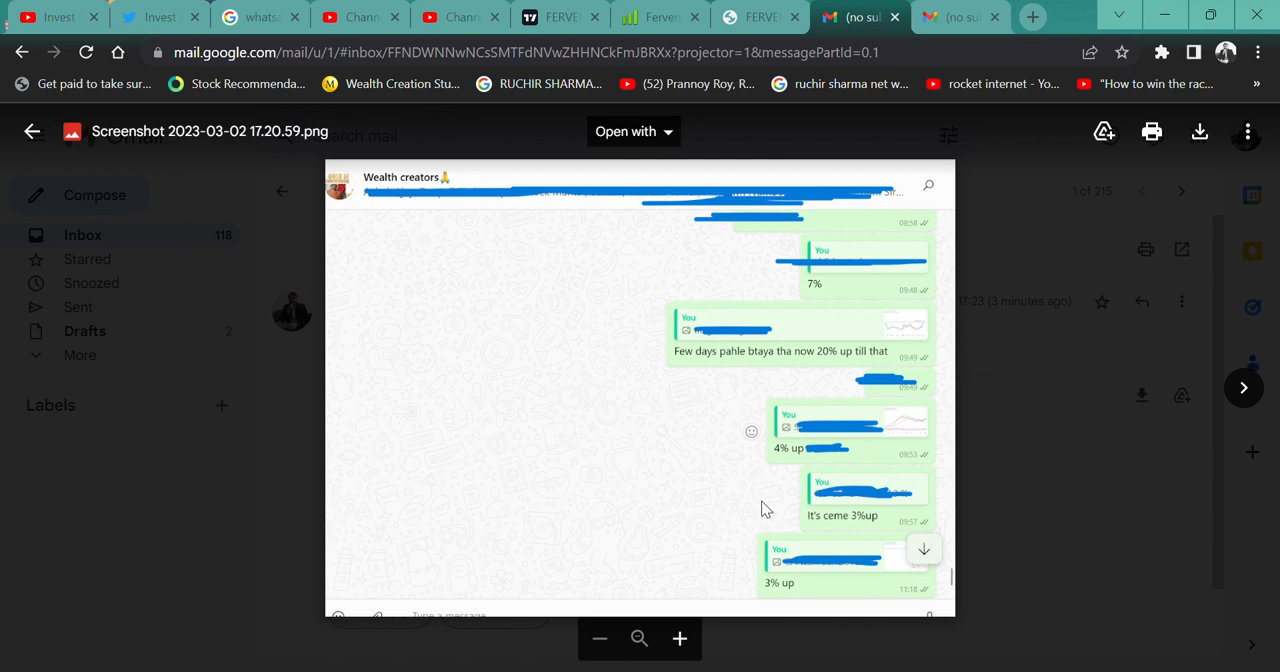 Invest
Invest
whatsa
Chann
Chann
FERVE
Ferven
FERVE
(no sul
(no sul
mail.google.com/mail/u/1/#inbox/FFNDWNNwNCsSMTFdNVwZHHNCkFmJBRXx?projector=1&messagePartId=0.1
Get paid to take sur...
Stock Recommenda...
Wealth Creation Stu...
RUCHIR SHARMA...
(52) Prannoy Roy, R...
ruchir sharma net w...
rocket internet - Yo...
"How to win the rac...
»
Screenshot 2023-03-02 17.20.59.png
arch mail
Open with
Compose
1 of 215
Inbox 118
Starred
Snoozed
Sent
Drafts 2
More
Labels
17:23 (3 minutes ago)
Wealth creators🙏
Sir...
08:58
You
7%
09:48
You
Few days pahle btaya tha now 20% up till that
09:49
09:49
You
4% up
09:53
You
It's ceme 3%up
09:57
You
3% up
11:18
Type a message